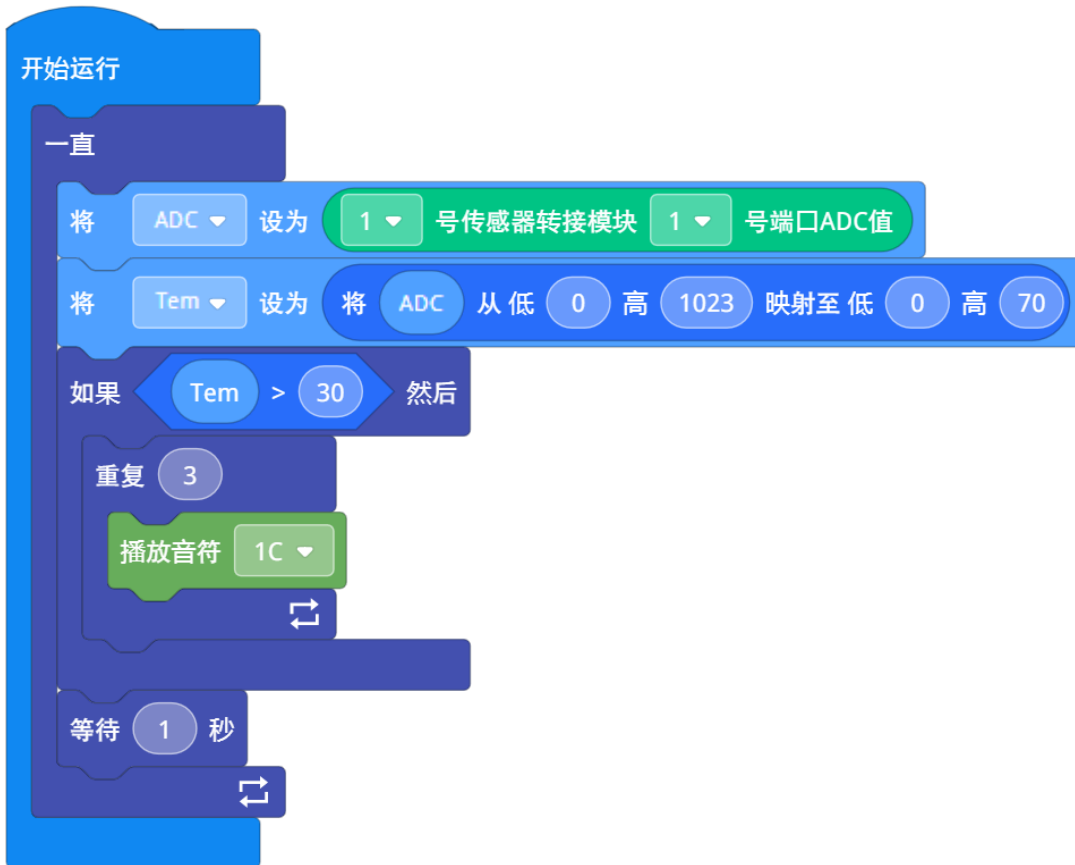 开始运行
一直
将 ADC 设为 1 号传感器转接模块 1 号端口ADC值
将 Tem 设为 将 ADC 从 低 0 高 1023 映射至 低 0 高 70
如果 Tem > 30 然后
重复 3
播放音符 1C
等待 1 秒